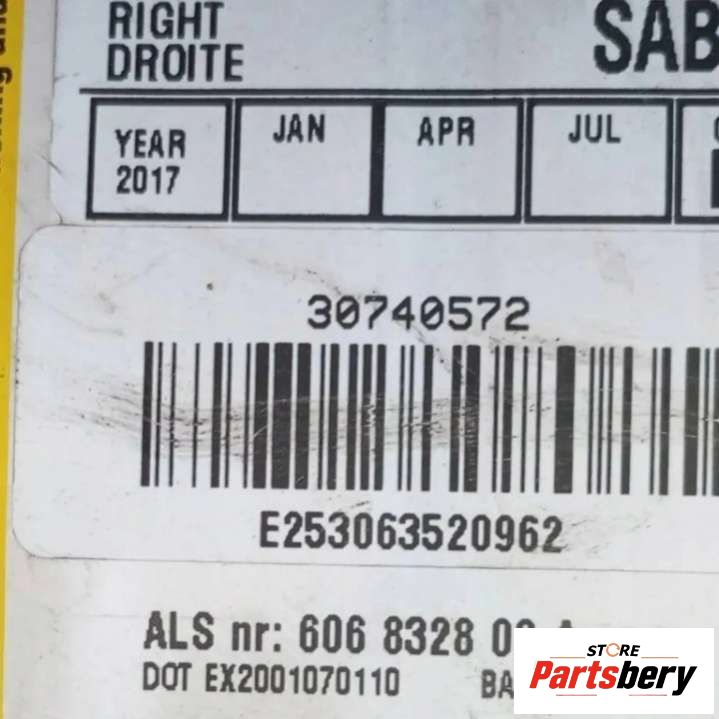 RIGHT
DROITE
SAB
YEAR
2017
JAN
APR
JUL
30740572
E253063520962
ALS nr: 606 8328
DOT EX2001070110
BA
STORE
Partsbery